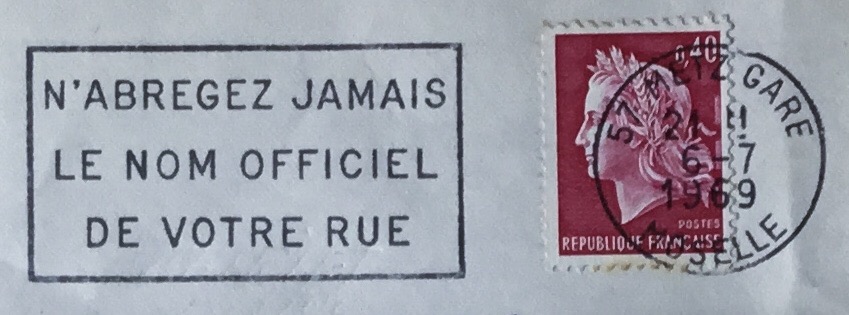 N'ABREGEZ JAMAIS
LE NOM OFFICIEL
DE VOTRE RUE
0,40
POSTES
REPUBLIQUE FRANÇAISE
57 METZ GARE
21 H
6-7
1969
MOSELLE